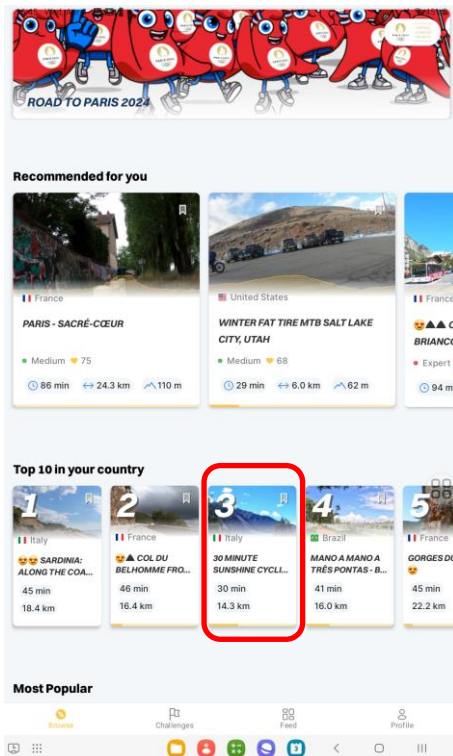 ROAD TO PARIS 2024
Recommended for you
France
PARIS - SACRÉ-CŒUR
Medium 75
86 min 24.3 km 110 m
United States
WINTER FAT TIRE MTB SALT LAKE
CITY, UTAH
Medium 68
29 min 6.0 km 62 m
France
BRIANCO
Expert
94 m
Top 10 in your country
1
Italy
SARDINIA:
ALONG THE COA...
45 min
18.4 km
2
France
COL DU
BELHOMME FRO...
46 min
16.4 km
3
Italy
30 MINUTE
SUNSHINE CYCLI...
30 min
14.3 km
4
Brazil
MANO A MANO A
TRÊS PONTAS - B...
41 min
16.0 km
5
France
GORGES DU
45 min
22.2 km
Most Popular
Browse
Challenges
Feed
Profile